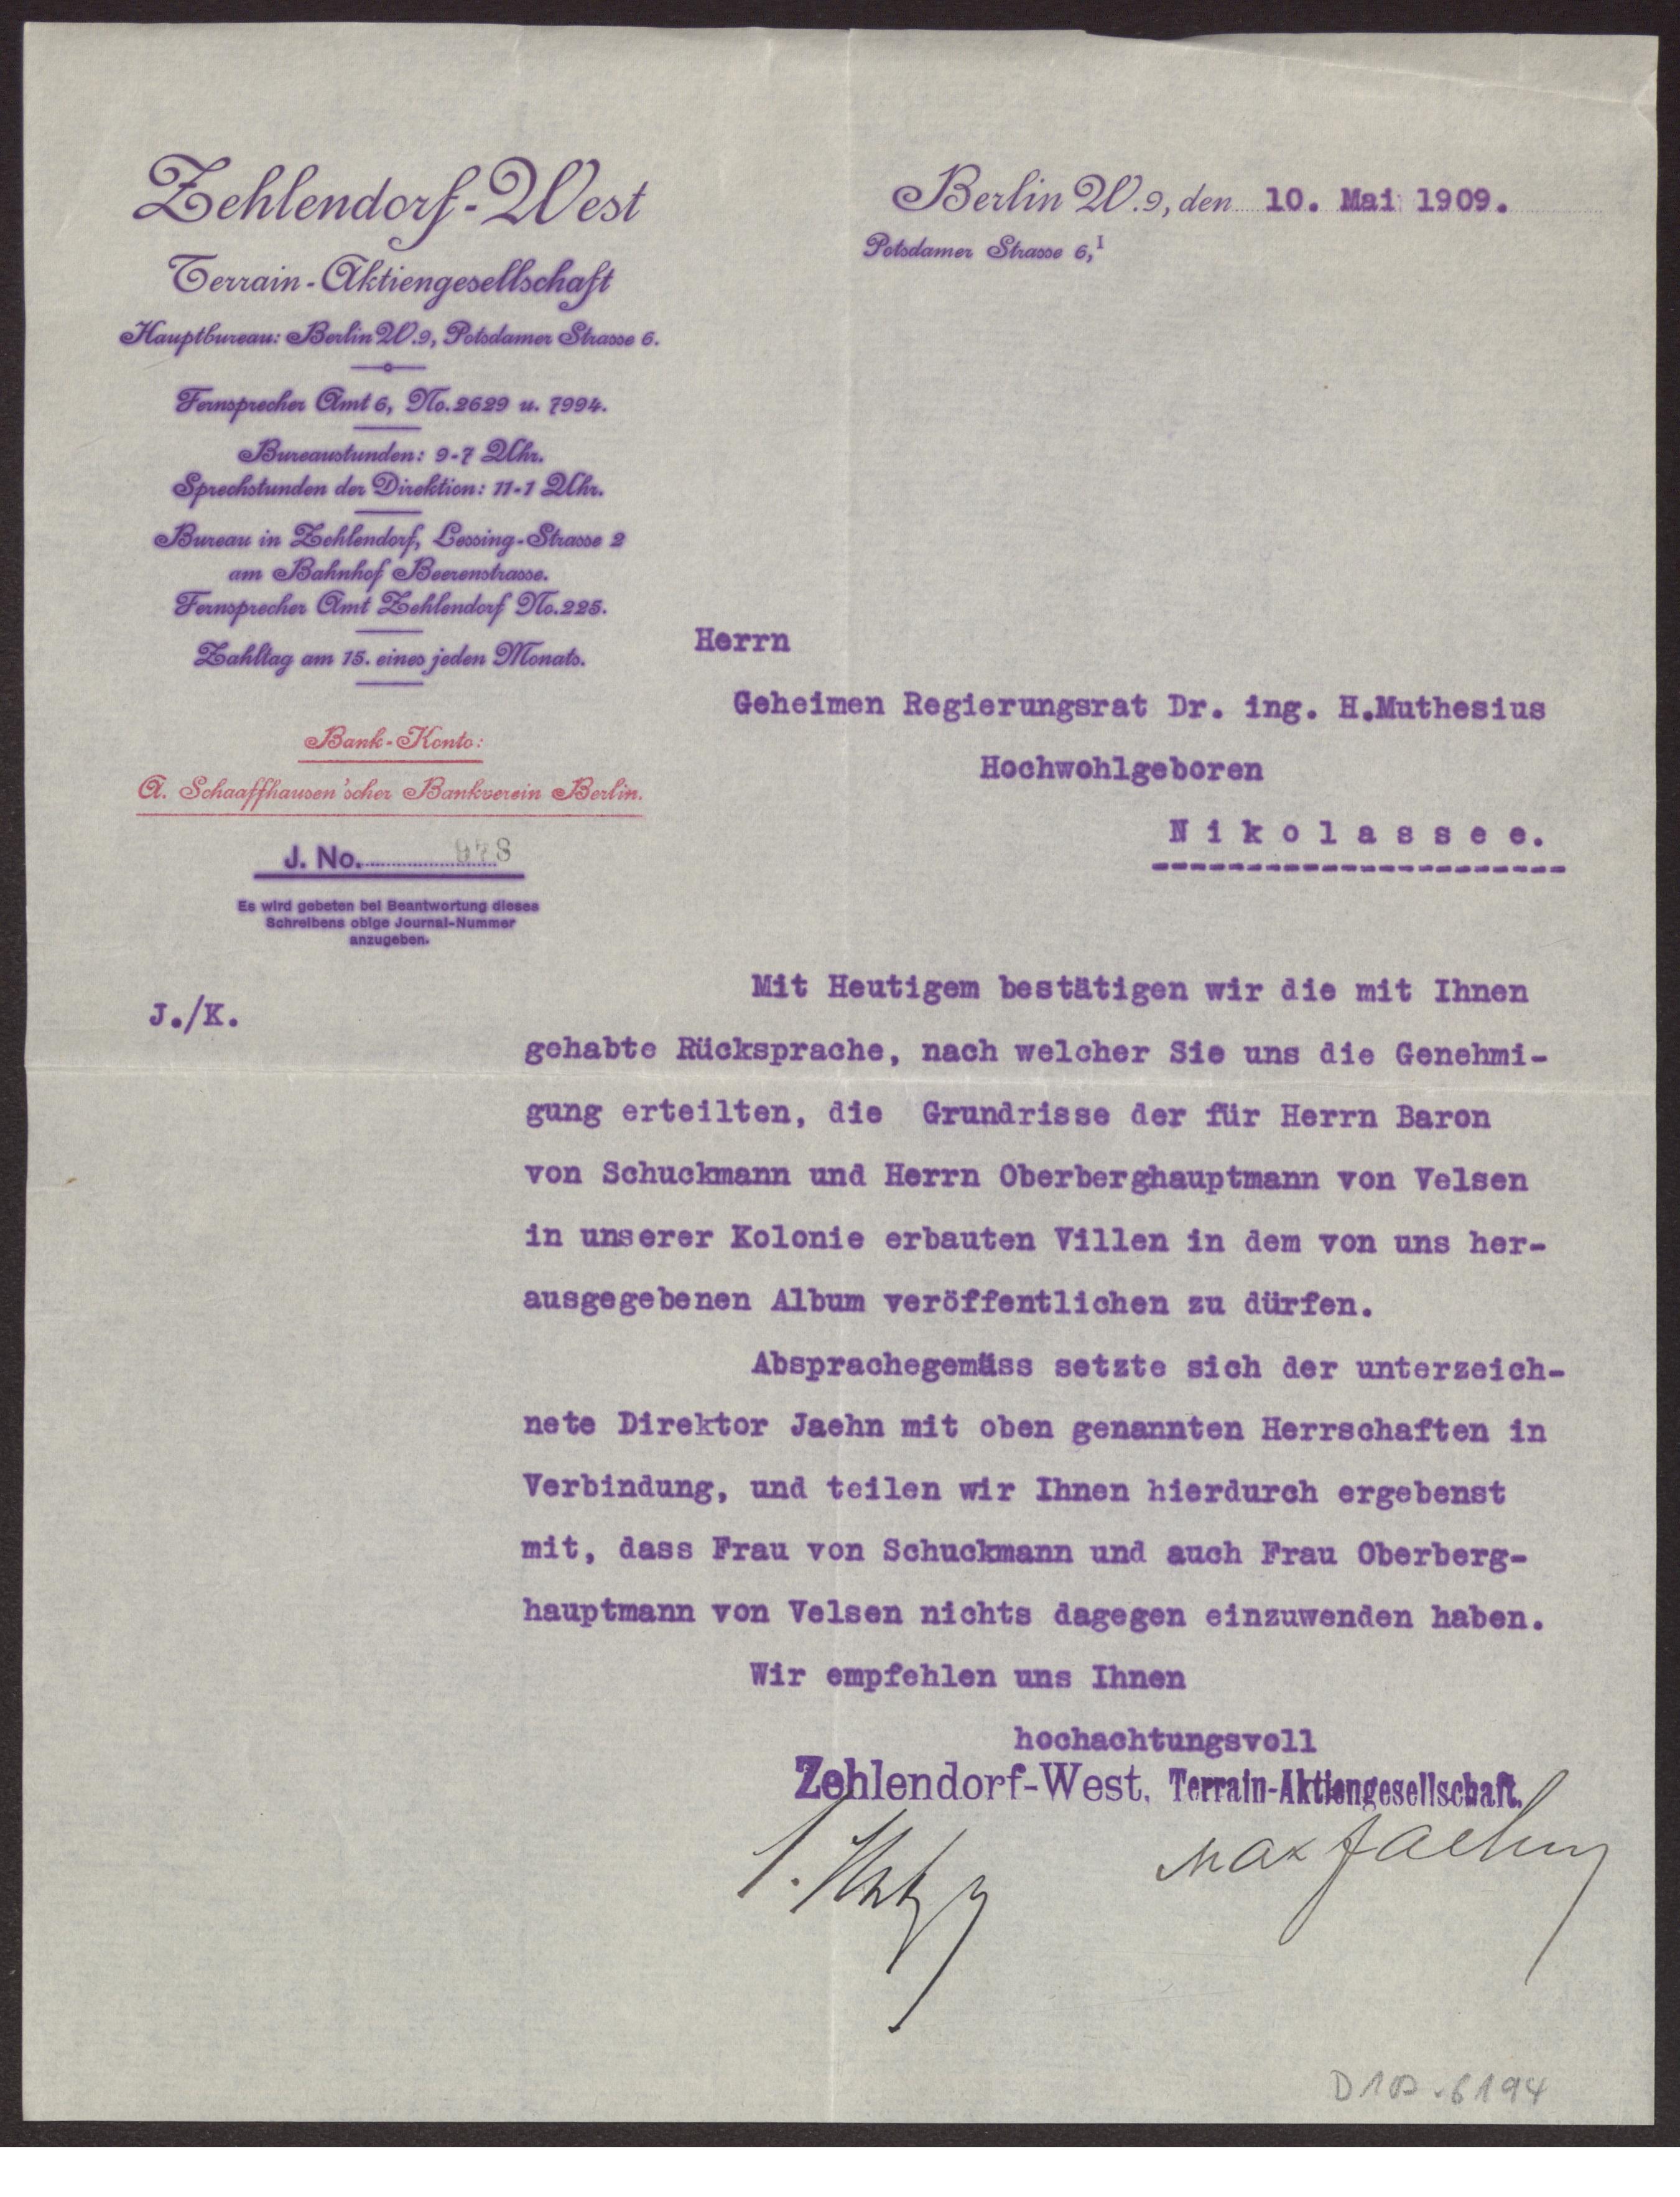 Zehlendorf-West
Terrain-Aktiengesellschaft
Hauptbureau: Berlin W.9, Potsdamer Strasse 6.
Fernsprecher Amt 6, No. 2629 u. 7994.
Bureaustunden: 9-7 Uhr.
Sprechstunden der Direktion: 11-1 Uhr.
Bureau in Zehlendorf, Lessing-Strasse 2
am Bahnhof Beerenstrasse.
Fernsprecher Amt Zehlendorf No. 225.
Zahltag am 15. eines jeden Monats.
Bank-Konto:
A. Schaaffhausen'scher Bankverein Berlin.
J. No. 978
Es wird gebeten bei Beantwortung dieses
Schreibens obige Journal-Nummer
anzugeben.
Berlin W.9, den 10. Mai 1909.
Potsdamer Strasse 6, I
Herrn
Geheimen Regierungsrat Dr. ing. H.Muthesius
Hochwohlgeboren
Nikolassee.
J./K.
Mit Heutigem bestätigen wir die mit Ihnen
gehabte Rücksprache, nach welcher Sie uns die Genehmi-
gung erteilten, die Grundrisse der für Herrn Baron
von Schuckmann und Herrn Oberberghauptmann von Velsen
in unserer Kolonie erbauten Villen in dem von uns her-
ausgegebenen Album veröffentlichen zu dürfen.
Absprachegemäss setzte sich der unterzeich-
nete Direktor Jaehn mit oben genannten Herrschaften in
Verbindung, und teilen wir Ihnen hierdurch ergebenst
mit, dass Frau von Schuckmann und auch Frau Oberberg-
hauptmann von Velsen nichts dagegen einzuwenden haben.
Wir empfehlen uns Ihnen
hochachtungsvoll
Zehlendorf-West. Terrain-Aktiengesellschaft.
Max Jaehn
D102-6194